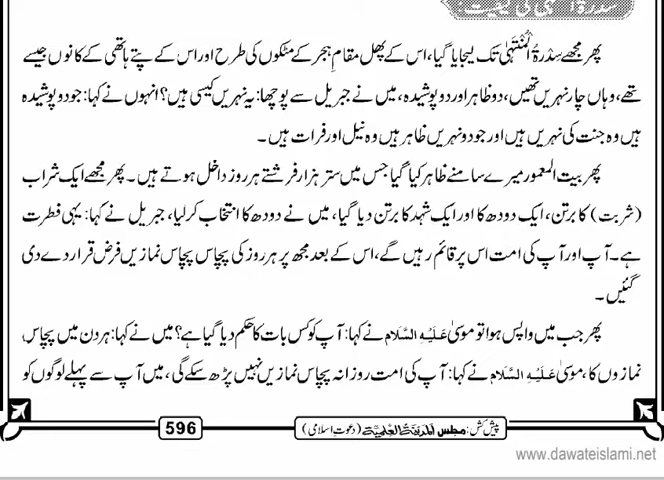 سدرۃ المنتہی کی کیفیت:
پھر مجھے سِدْرَۃُ الْمُنْتَہٰی تک لیجایا گیا، اس کے پھل مقامِ ہجر کے مٹکوں کی طرح اور اس کے پتے ہاتھی کے کانوں جیسے
تھے، وہاں چار نہریں تھیں، دو ظاہر اور دو پوشیدہ، میں نے جبریل سے پوچھا: یہ نہریں کیسی ہیں؟ انہوں نے کہا: جو دو پوشیدہ
ہیں وہ جنت کی نہریں ہیں اور جو دو نہریں ظاہر ہیں وہ نیل اور فرات ہیں۔
پھر بیت المعمور میرے سامنے ظاہر کیا گیا جس میں ستر ہزار فرشتے ہر روز داخل ہوتے ہیں۔ پھر مجھے ایک شراب
(شربت) کا برتن، ایک دودھ کا اور ایک شہد کا برتن دیا گیا، میں نے دودھ کا انتخاب کر لیا، جبریل نے کہا: یہی فطرت
ہے۔ آپ اور آپ کی امت اس پر قائم رہیں گے، اس کے بعد مجھ پر ہر روز کی پچاس پچاس نمازیں فرض قرار دے دی
گئیں۔
پھر جب میں واپس ہوا تو موسیٰ عَلَیْہِ السَّلَام نے کہا: آپ کو کس بات کا حکم دیا گیا ہے؟ میں نے کہا: ہر دن میں پچاس
نمازوں کا، موسیٰ عَلَیْہِ السَّلَام نے کہا: آپ کی امت روزانہ پچاس نمازیں نہیں پڑھ سکے گی، میں آپ سے پہلے لوگوں کو
پیش کش: مجلس المدینۃ العلمیۃ (دعوتِ اسلامی)
596
www.dawateislami.net